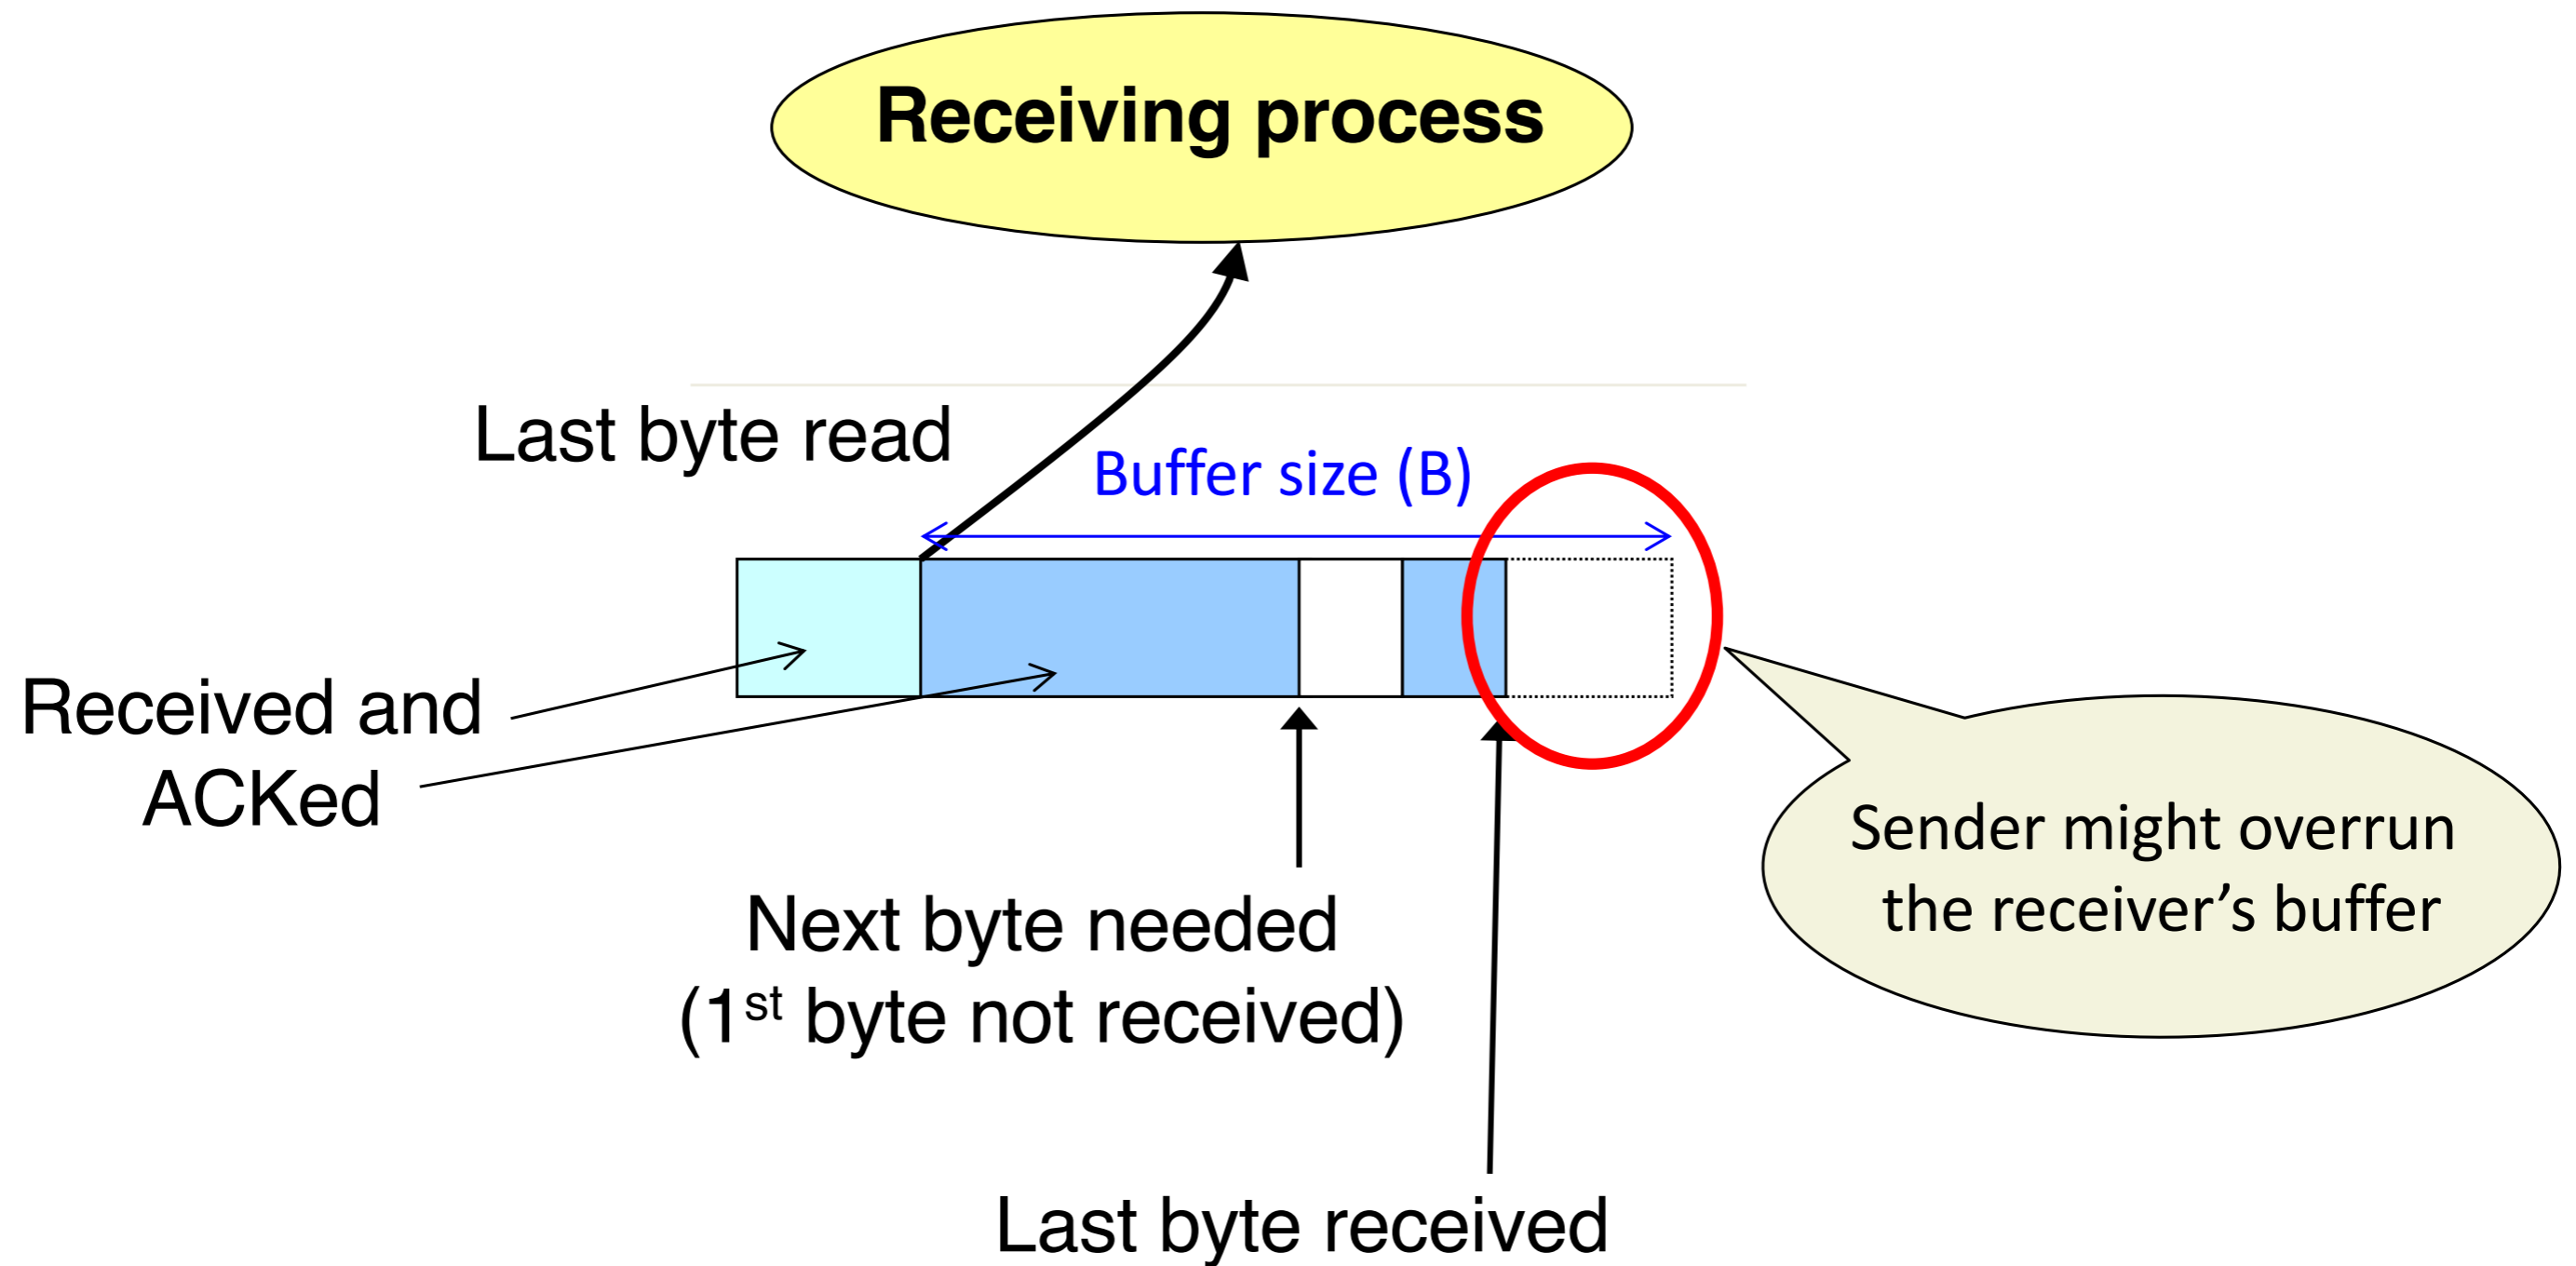 Receiving process
Last byte read
Buffer size (B)
Received and
ACKed
Sender might overrun
the receiver’s buffer
Next byte needed
(1st byte not received)
Last byte received